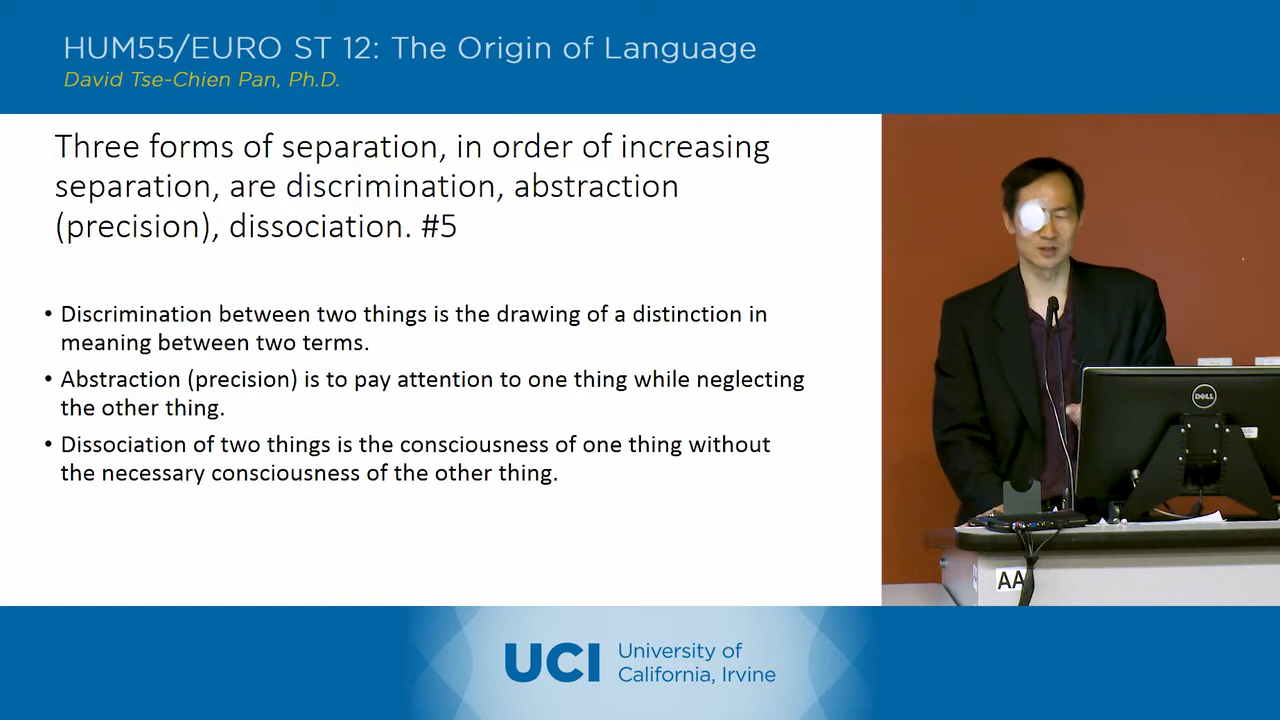 HUM55/EURO ST 12: The Origin of Language
David Tse-Chien Pan, Ph.D.
Three forms of separation, in order of increasing
separation, are discrimination, abstraction
(precision), dissociation. #5
• Discrimination between two things is the drawing of a distinction in
meaning between two terms.
• Abstraction (precision) is to pay attention to one thing while neglecting
the other thing.
• Dissociation of two things is the consciousness of one thing without
the necessary consciousness of the other thing.
DELL
AA
UCI University of
California, Irvine